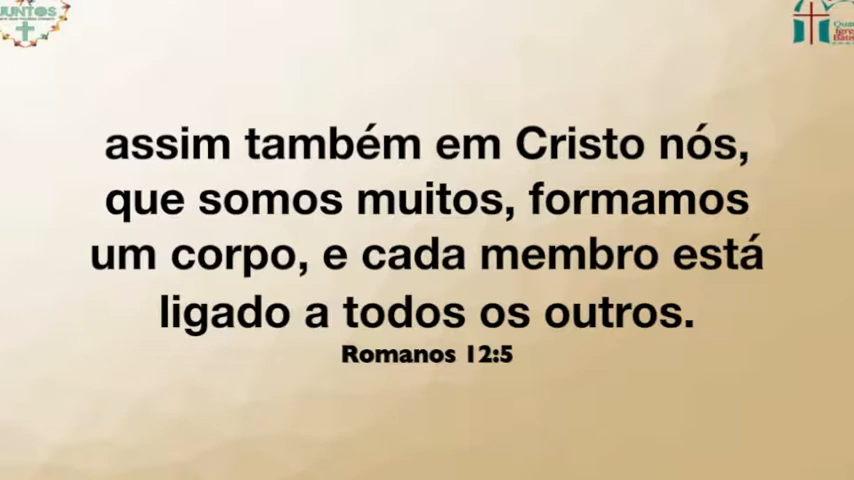 JUNTOS
assim também em Cristo nós,
que somos muitos, formamos
um corpo, e cada membro está
ligado a todos os outros.
Romanos 12:5